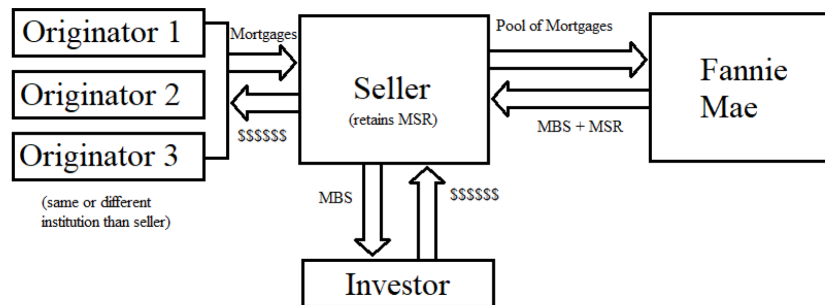 Originator 1
Originator 2
Originator 3
(same or different
institution than seller)
Mortgages
$$$$$$
Seller
(retains MSR)
Pool of Mortgages
MBS + MSR
Fannie
Mae
MBS
$$$$$$
Investor